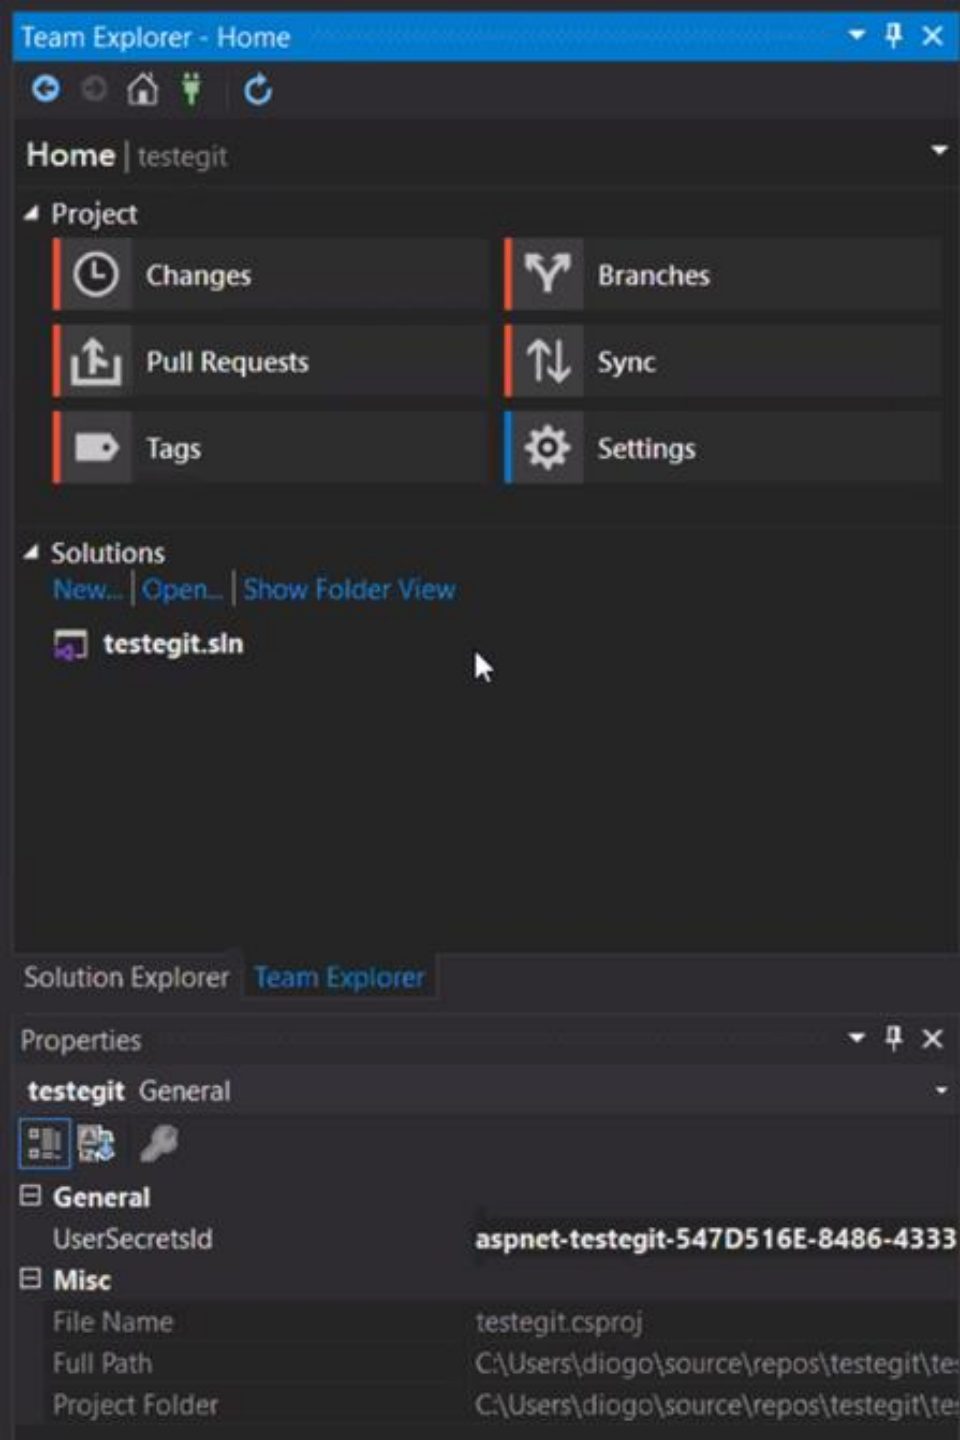 Team Explorer - Home
Home | testegit
Project
Changes
Branches
Pull Requests
Sync
Tags
Settings
Solutions
New... | Open... | Show Folder View
testegit.sln
Solution Explorer Team Explorer
Properties
testegit General
General
UserSecretsId aspnet-testegit-547D516E-8486-4333
Misc
File Name testegit.csproj
Full Path C:\Users\diogo\source\repos\testegit\te
Project Folder C:\Users\diogo\source\repos\testegit\te